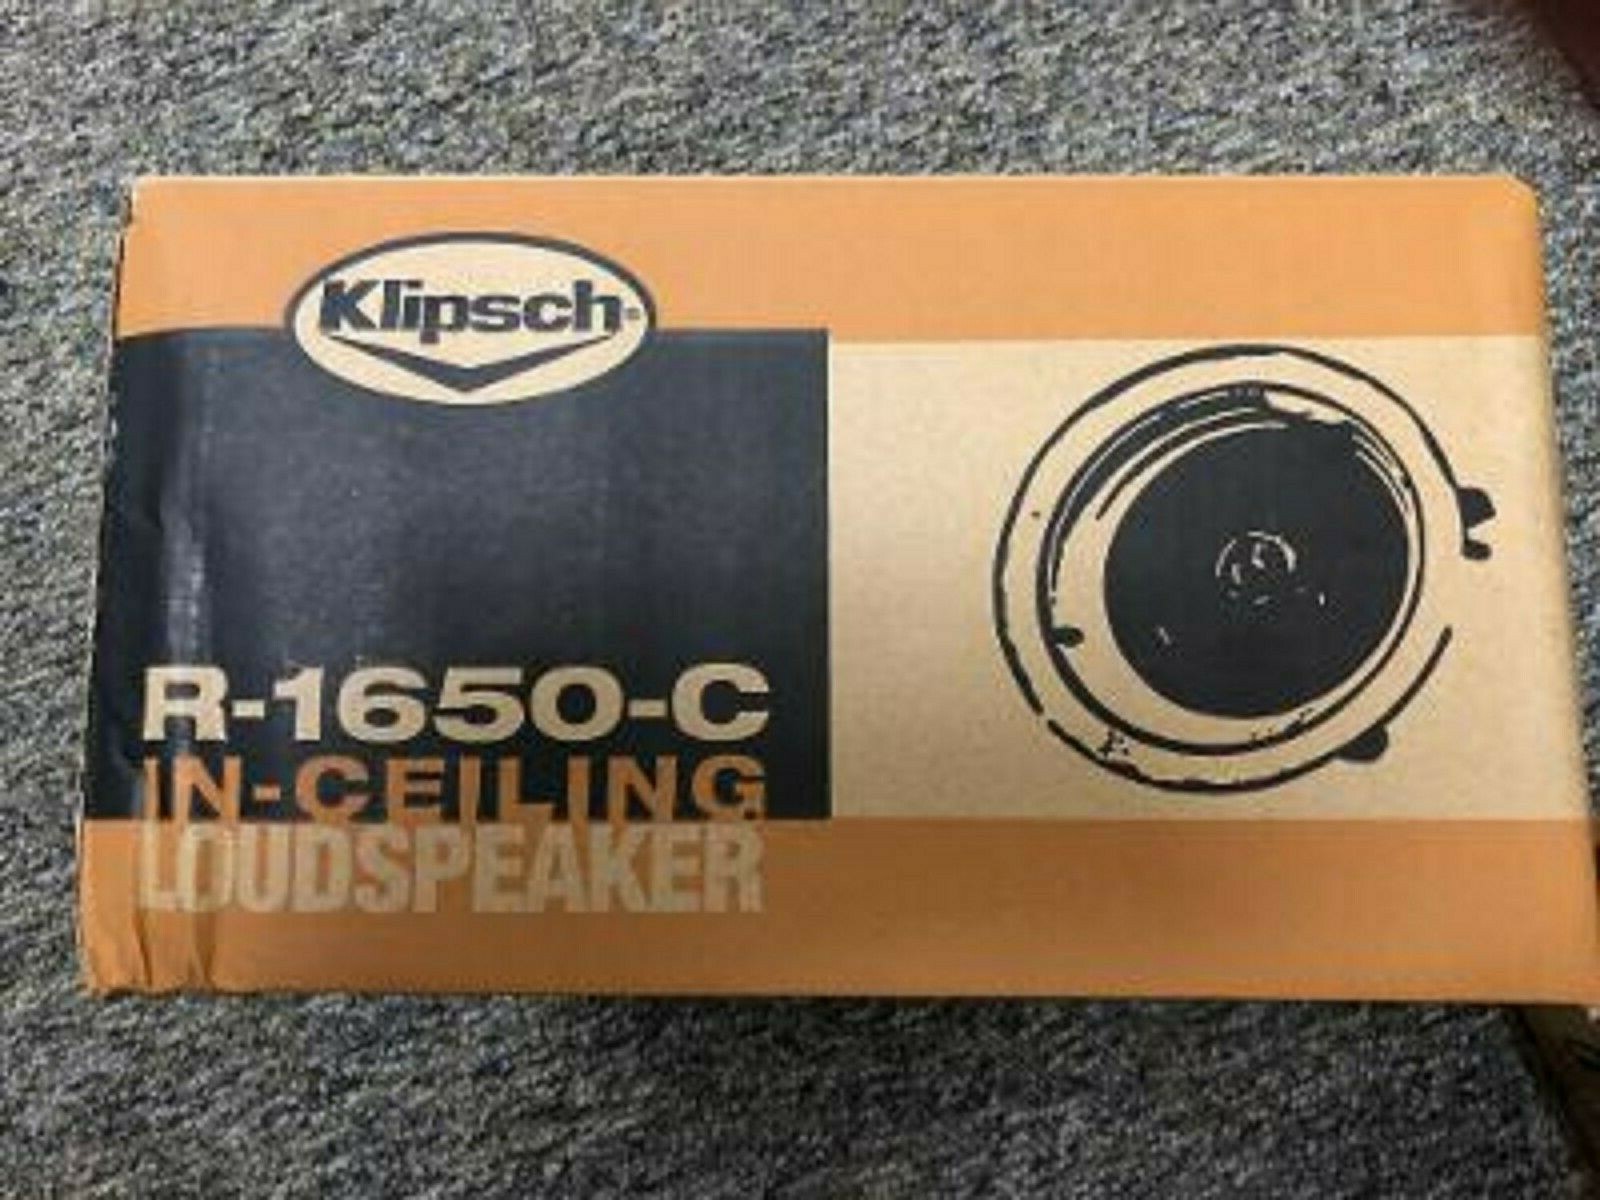 Klipsch®
R-1650-C
IN-CEILING
LOUDSPEAKER